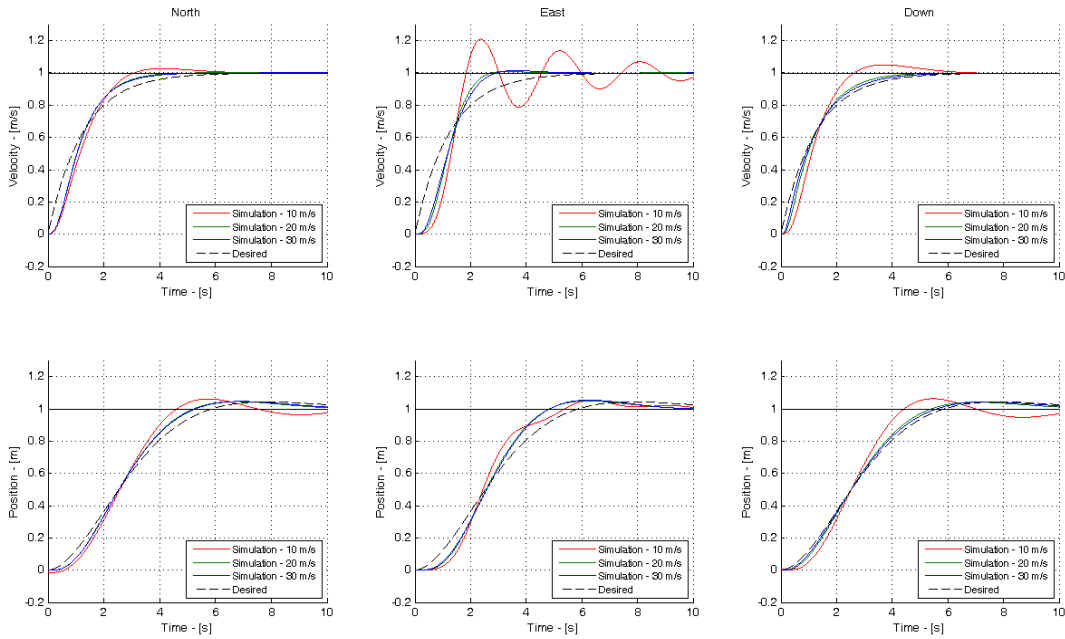 North
East
Down
1.2
1
0.8
0.6
0.4
0.2
0
-0.2
Velocity - [m/s]
0 2 4 6 8 10
Time - [s]
Simulation - 10 m/s
Simulation - 20 m/s
Simulation - 30 m/s
Desired
1.2
1
0.8
0.6
0.4
0.2
0
-0.2
Velocity - [m/s]
0 2 4 6 8 10
Time - [s]
Simulation - 10 m/s
Simulation - 20 m/s
Simulation - 30 m/s
Desired
1.2
1
0.8
0.6
0.4
0.2
0
-0.2
Velocity - [m/s]
0 2 4 6 8 10
Time - [s]
Simulation - 10 m/s
Simulation - 20 m/s
Simulation - 30 m/s
Desired
1.2
1
0.8
0.6
0.4
0.2
0
-0.2
Position - [m]
0 2 4 6 8 10
Time - [s]
Simulation - 10 m/s
Simulation - 20 m/s
Simulation - 30 m/s
Desired
1.2
1
0.8
0.6
0.4
0.2
0
-0.2
Position - [m]
0 2 4 6 8 10
Time - [s]
Simulation - 10 m/s
Simulation - 20 m/s
Simulation - 30 m/s
Desired
1.2
1
0.8
0.6
0.4
0.2
0
-0.2
Position - [m]
0 2 4 6 8 10
Time - [s]
Simulation - 10 m/s
Simulation - 20 m/s
Simulation - 30 m/s
Desired